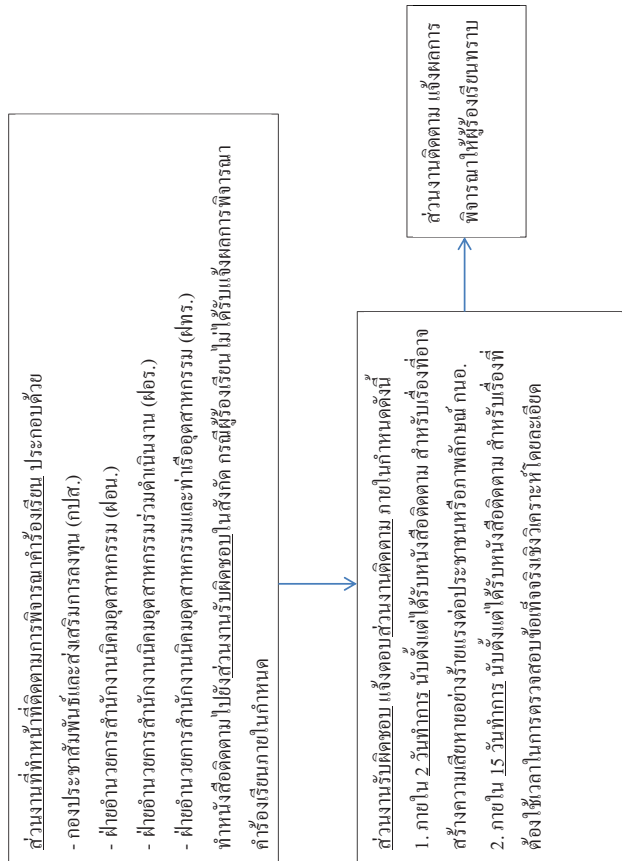 ส่วนงานที่ทำหน้าที่ติดตามการพิจารณาคำร้องเรียน ประกอบด้วย
- กองประชาสัมพันธ์และส่งเสริมการลงทุน (กปส.)
- ฝ่ายอำนวยการสำนักงานนิคมอุตสาหกรรม (ฝอน.)
- ฝ่ายอำนวยการสำนักงานนิคมอุตสาหกรรมร่วมดำเนินงาน (ฝอร.)
- ฝ่ายอำนวยการสำนักงานนิคมอุตสาหกรรมและท่าเรืออุตสาหกรรม (ฝทร.)
ทำหนังสือติดตามไปยังส่วนงานรับผิดชอบในสังกัด กรณีผู้ร้องเรียนไม่ได้รับแจ้งผลการพิจารณา
คำร้องเรียนภายในกำหนด
ส่วนงานรับผิดชอบ แจ้งตอบส่วนงานติดตาม ภายในกำหนดดังนี้
1. ภายใน 2 วันทำการ นับตั้งแต่ได้รับหนังสือติดตาม สำหรับเรื่องที่อาจ
สร้างความเสียหายอย่างร้ายแรงต่อประชาชนหรือภาพลักษณ์ กนอ.
2. ภายใน 15 วันทำการ นับตั้งแต่ได้รับหนังสือติดตาม สำหรับเรื่องที่
ต้องใช้เวลาในการตรวจสอบข้อเท็จจริงเชิงวิเคราะห์โดยละเอียด
ส่วนงานติดตาม แจ้งผลการ
พิจารณาให้ผู้ร้องเรียนทราบ